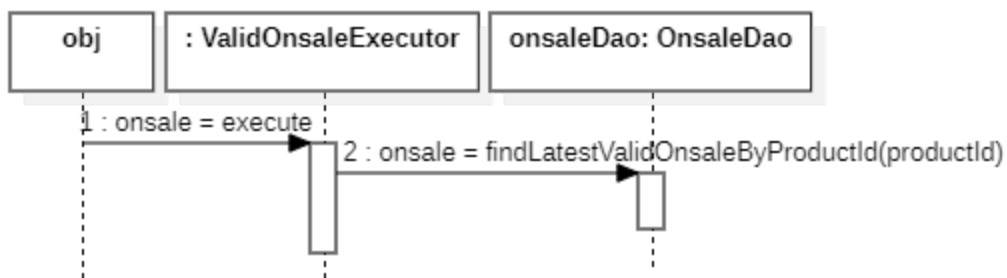 obj
: ValidOnsaleExecutor
onsaleDao: OnsaleDao
1 : onsale = execute
2 : onsale = findLatestValidOnsaleByProductId(productId)